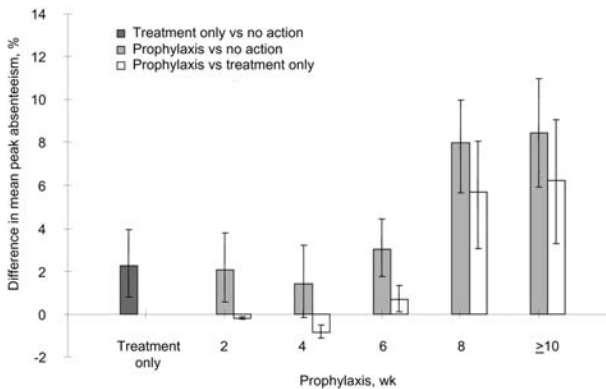 Treatment only vs no action
Prophylaxis vs no action
Prophylaxis vs treatment only
Difference in mean peak absenteeism, %
14
12
10
8
6
4
2
0
-2
Treatment only
2
4
6
8
≥10
Prophylaxis, wk